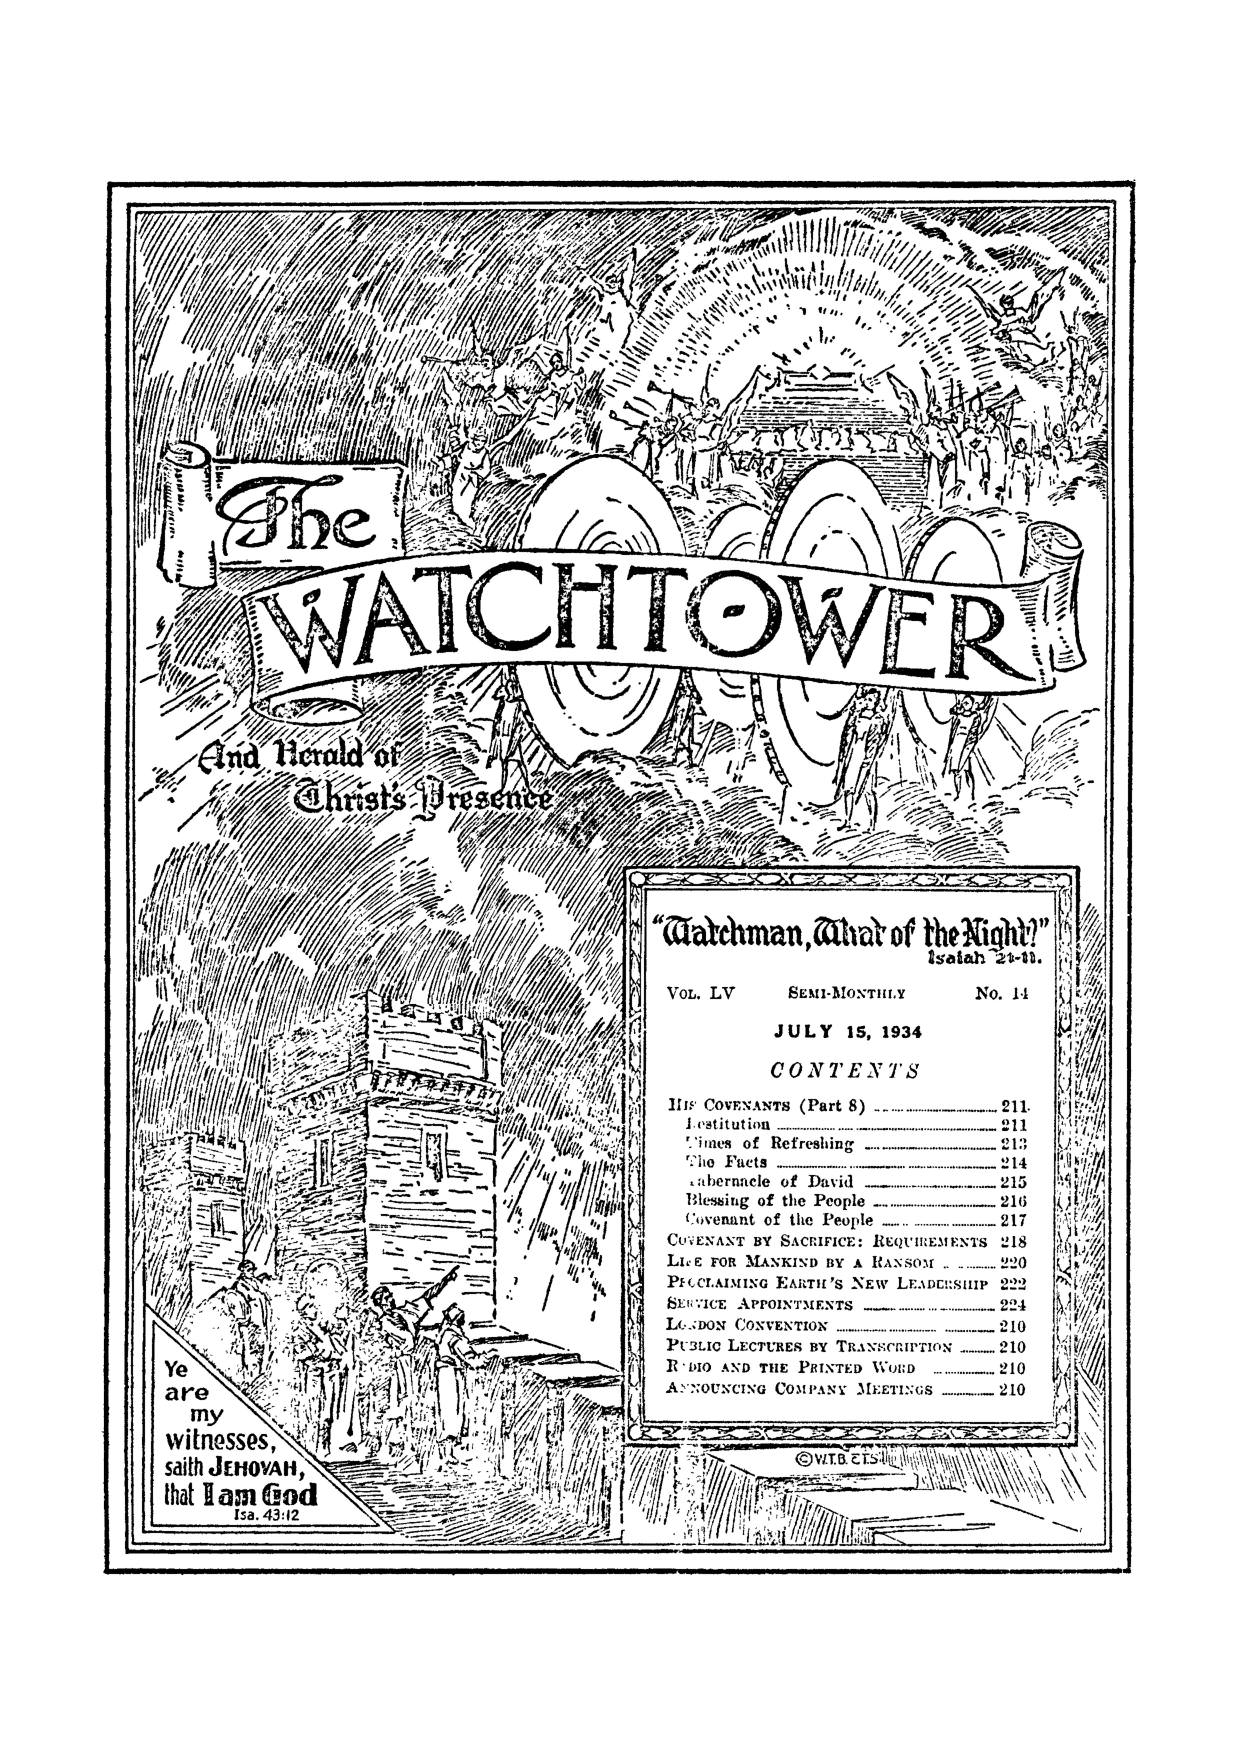 The
WATCHTOWER
And Herald of
Christ's Presence
"Watchman, What of the Night?"
Isaiah 21-11.
VOL. LV SEMI-MONTHLY No. 14
JULY 15, 1934
CONTENTS
HIS COVENANTS (Part 8) 211
Restitution 211
Times of Refreshing 213
The Facts 214
Tabernacle of David 215
Blessing of the People 216
Covenant of the People 217
COVENANT BY SACRIFICE: REQUIREMENTS 218
LIFE FOR MANKIND BY A RANSOM 220
PROCLAIMING EARTH'S NEW LEADERSHIP 222
SERVICE APPOINTMENTS 224
LONDON CONVENTION 210
PUBLIC LECTURES BY TRANSCRIPTION 210
RADIO AND THE PRINTED WORD 210
ANNOUNCING COMPANY MEETINGS 210
©W.T.B.&T.S.
Ye
are
my
witnesses,
saith JEHOVAH,
that I am God
Isa. 43:12